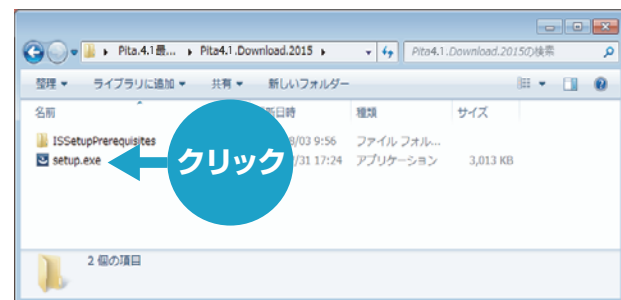 Pita.4.1最... Pita4.1.Download.2015
Pita4.1.Download.2015の検索
整理 ライブラリに追加 共有 新しいフォルダー
名前 新日時 種類 サイズ
ISSetupPrerequisites /03 9:56 ファイル フォル...
setup.exe /31 17:24 アプリケーション 3,013 KB
クリック
2 個の項目